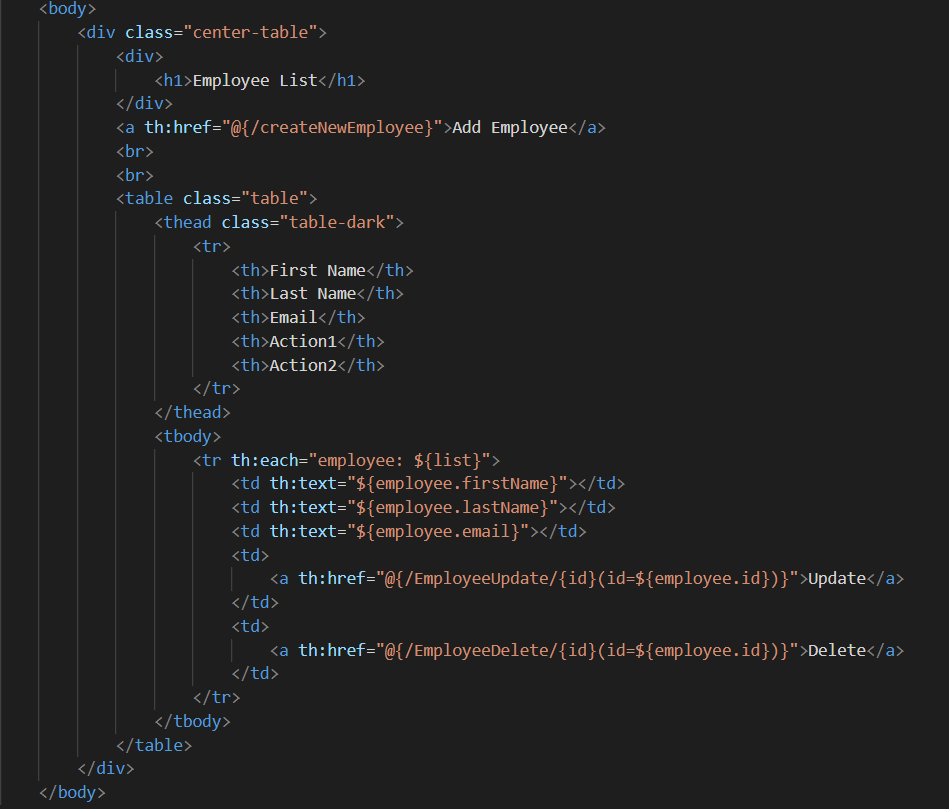 <body>
<div class="center-table">
<div>
<h1>Employee List</h1>
</div>
<a th:href="@{/createNewEmployee}">Add Employee</a>
<br>
<br>
<table class="table">
<thead class="table-dark">
<tr>
<th>First Name</th>
<th>Last Name</th>
<th>Email</th>
<th>Action1</th>
<th>Action2</th>
</tr>
</thead>
<tbody>
<tr th:each="employee: ${list}">
<td th:text="${employee.firstName}"></td>
<td th:text="${employee.lastName}"></td>
<td th:text="${employee.email}"></td>
<td>
<a th:href="@{/EmployeeUpdate/{id}(id=${employee.id})}">Update</a>
</td>
<td>
<a th:href="@{/EmployeeDelete/{id}(id=${employee.id})}">Delete</a>
</td>
</tr>
</tbody>
</table>
</div>
</body>